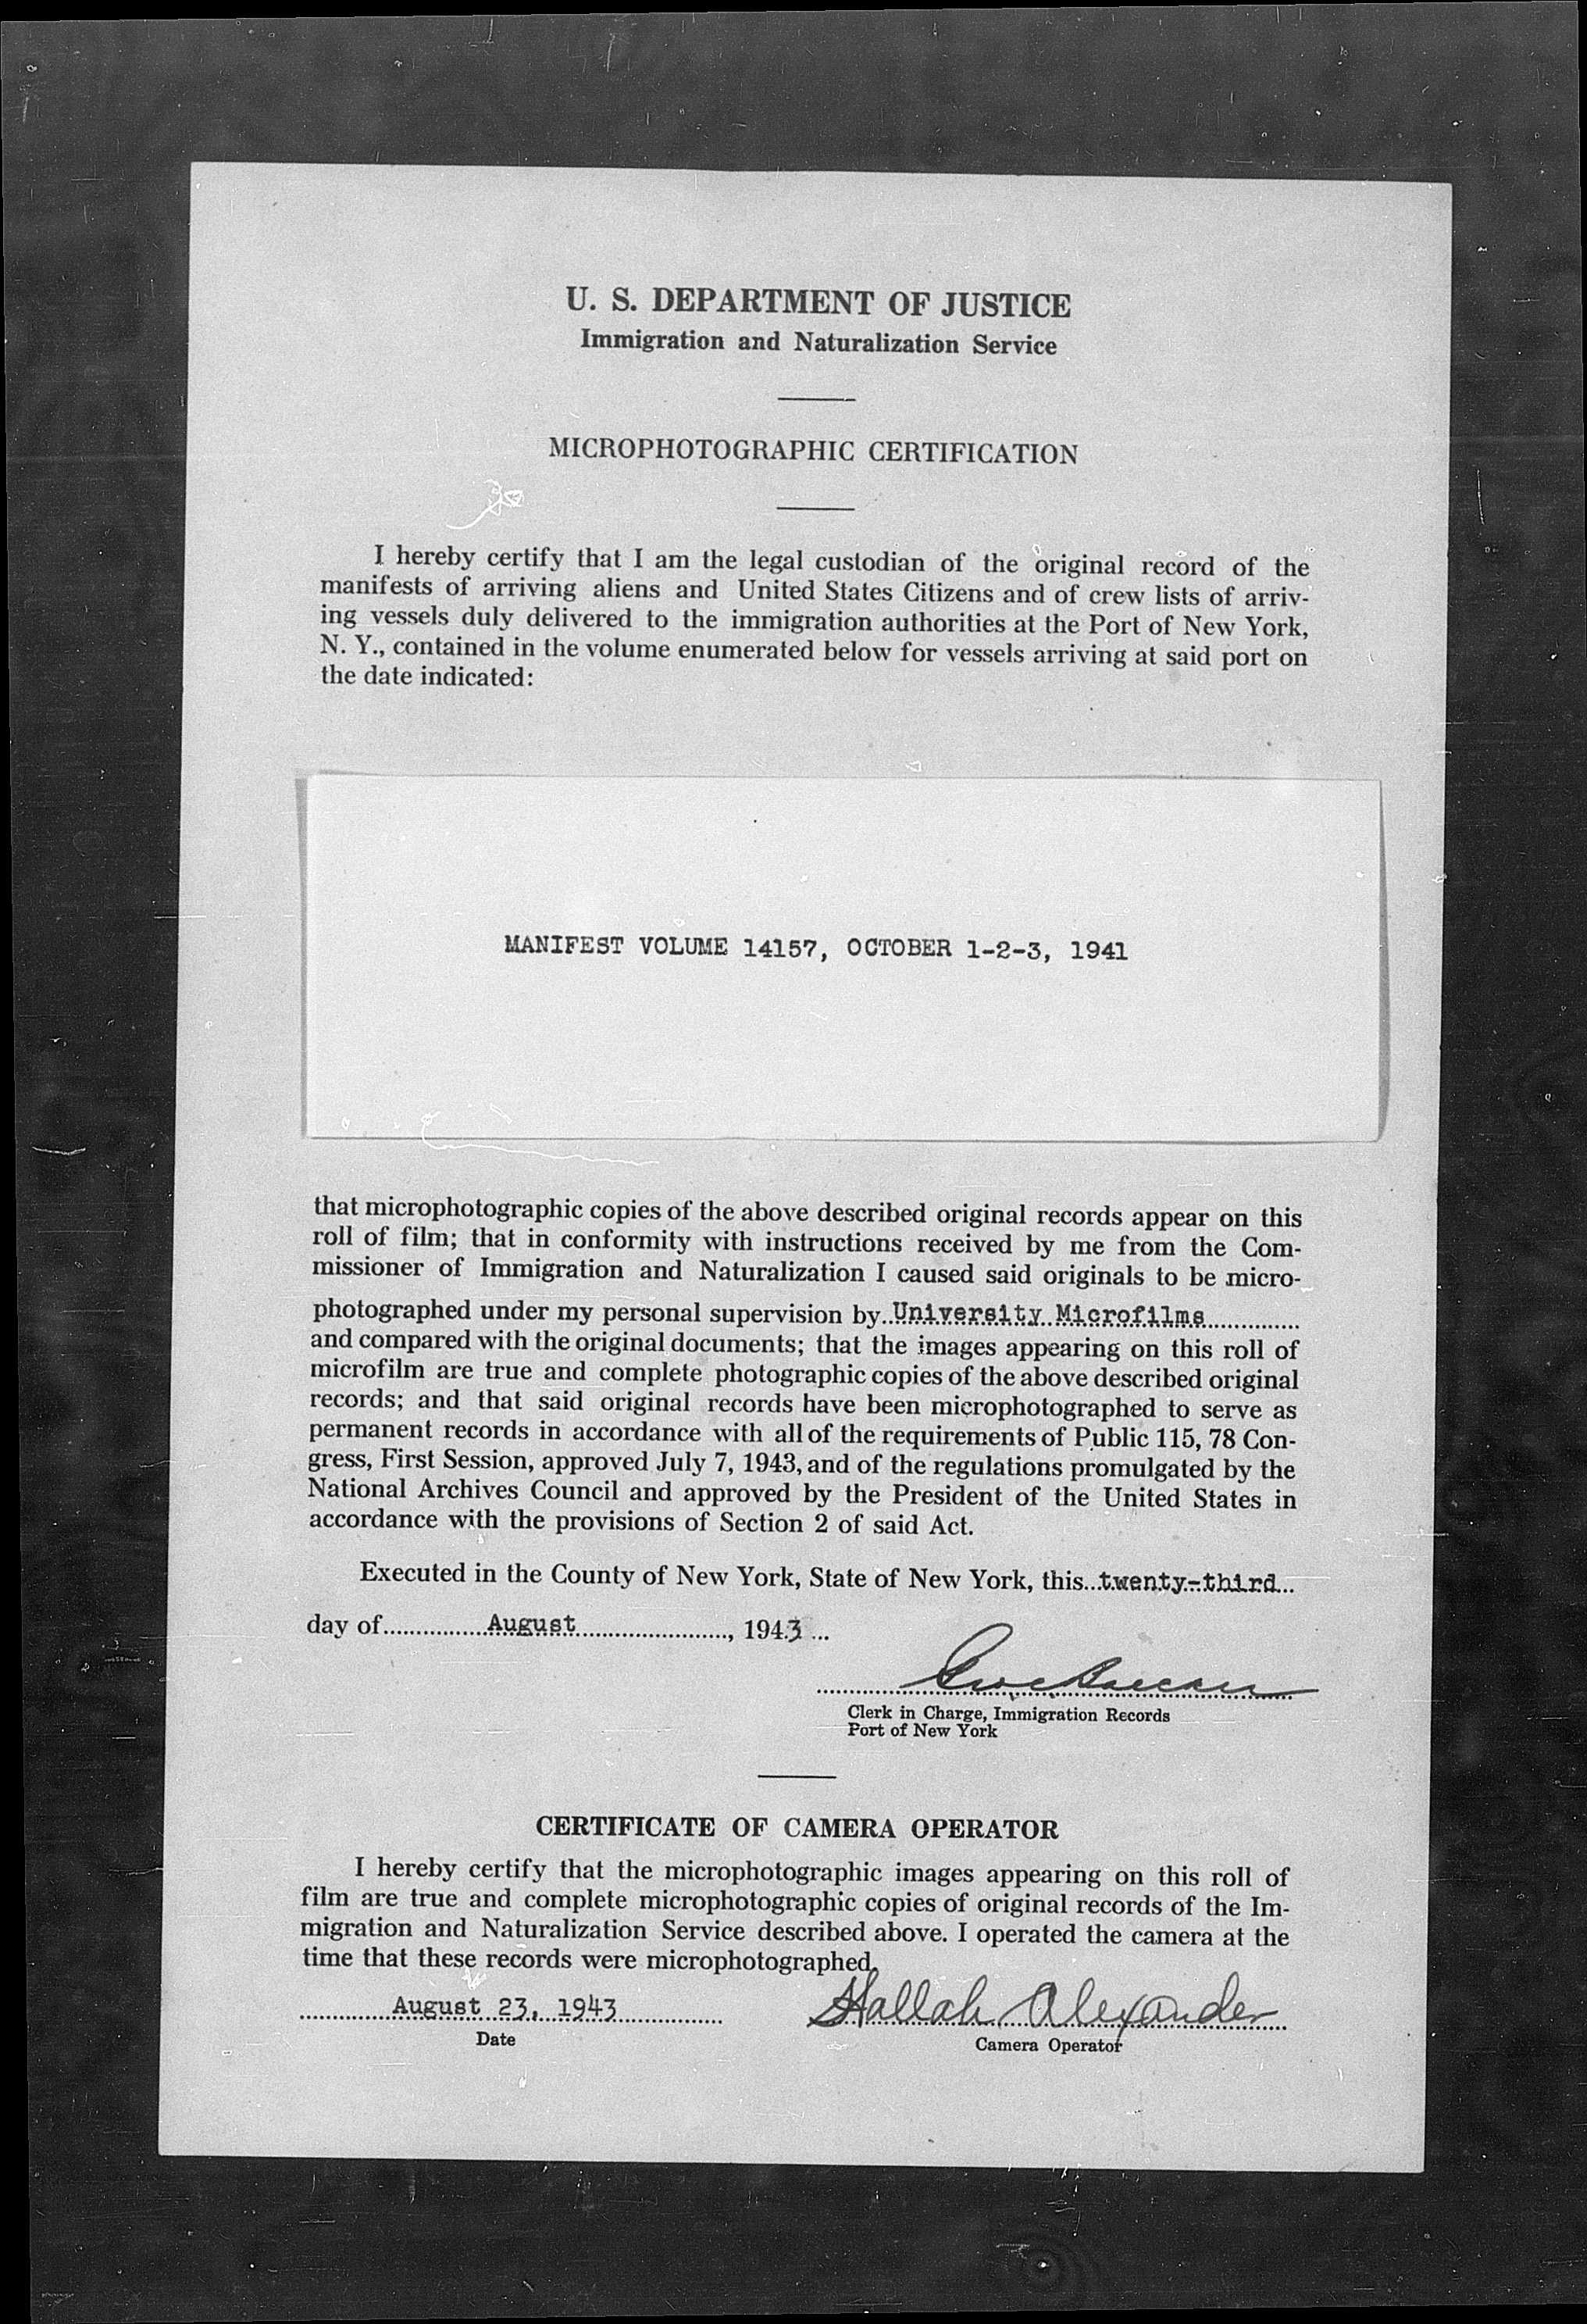 U. S. DEPARTMENT OF JUSTICE
Immigration and Naturalization Service
MICROPHOTOGRAPHIC CERTIFICATION
I hereby certify that I am the legal custodian of the original record of the
manifests of arriving aliens and United States Citizens and of crew lists of arriv-
ing vessels duly delivered to the immigration authorities at the Port of New York,
N. Y., contained in the volume enumerated below for vessels arriving at said port on
the date indicated:
MANIFEST VOLUME 14157, OCTOBER 1-2-3, 1941
that microphotographic copies of the above described original records appear on this
roll of film; that in conformity with instructions received by me from the Com-
missioner of Immigration and Naturalization I caused said originals to be micro-
photographed under my personal supervision by University Microfilms
and compared with the original documents; that the images appearing on this roll of
microfilm are true and complete photographic copies of the above described original
records; and that said original records have been microphotographed to serve as
permanent records in accordance with all of the requirements of Public 115, 78 Con-
gress, First Session, approved July 7, 1943, and of the regulations promulgated by the
National Archives Council and approved by the President of the United States in
accordance with the provisions of Section 2 of said Act.
Executed in the County of New York, State of New York, this twenty-third
day of August, 1943
Clerk in Charge, Immigration Records
Port of New York
CERTIFICATE OF CAMERA OPERATOR
I hereby certify that the microphotographic images appearing on this roll of
film are true and complete microphotographic copies of original records of the Im-
migration and Naturalization Service described above. I operated the camera at the
time that these records were microphotographed.
August 23, 1943 Hallah Alexander
Date Camera Operator